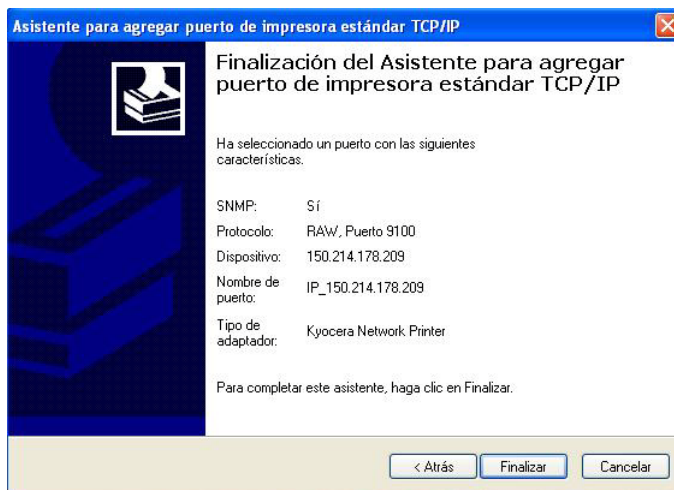 Asistente para agregar puerto de impresora estándar TCP/IP
Finalización del Asistente para agregar
puerto de impresora estándar TCP/IP
Ha seleccionado un puerto con las siguientes
características.
SNMP: Sí
Protocolo: RAW, Puerto 9100
Dispositivo: 150.214.178.209
Nombre de
puerto: IP_150.214.178.209
Tipo de
adaptador: Kyocera Network Printer
Para completar este asistente, haga clic en Finalizar.
< Atrás Finalizar Cancelar